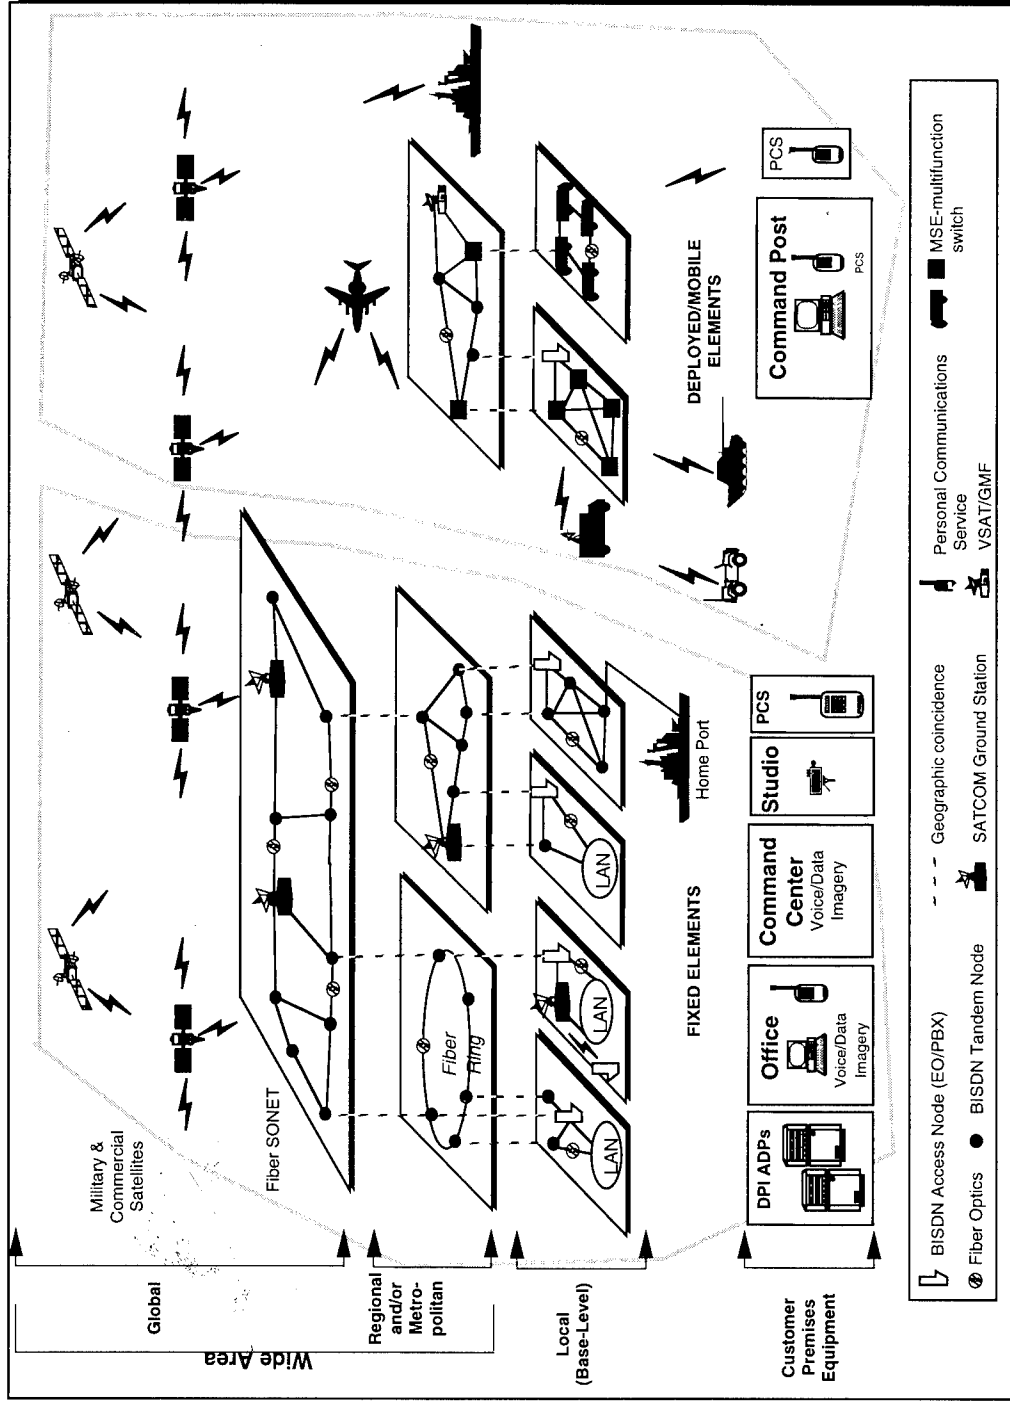 Wide Area
Global
Regional
and/or
Metro-
politan
Local
(Base-Level)
Customer
Premises
Equipment
Military &
Commercial
Satellites
Fiber SONET
Fiber
Ring
LAN
LAN
LAN
Home Port
FIXED ELEMENTS
DEPLOYED/MOBILE
ELEMENTS
DPI ADPs
Office
Voice/Data
Imagery
Command
Center
Voice/Data
Imagery
Studio
PCS
Command Post
PCS
PCS
BISDN Access Node (EO/PBX)
Geographic coincidence
Personal Communications
Service
MSE-multifunction
switch
Fiber Optics
BISDN Tandem Node
SATCOM Ground Station
VSAT/GMF